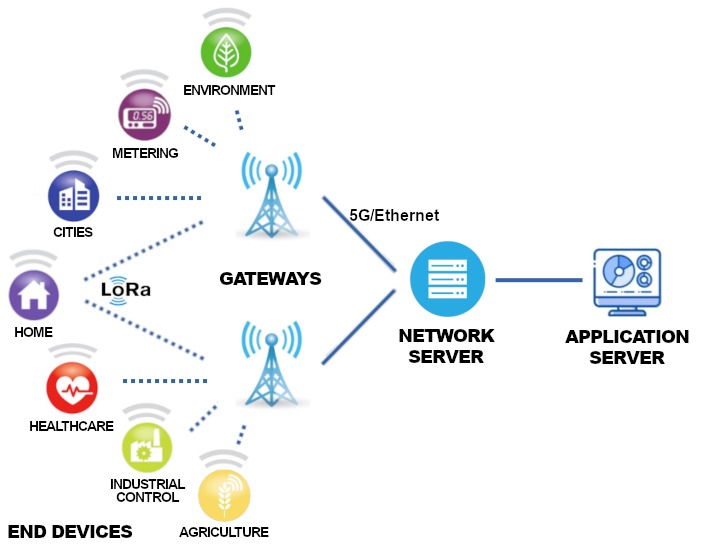 ENVIRONMENT
0.56
METERING
CITIES
5G/Ethernet
GATEWAYS
LoRa
HOME
NETWORK
SERVER
APPLICATION
SERVER
HEALTHCARE
INDUSTRIAL
CONTROL
AGRICULTURE
END DEVICES